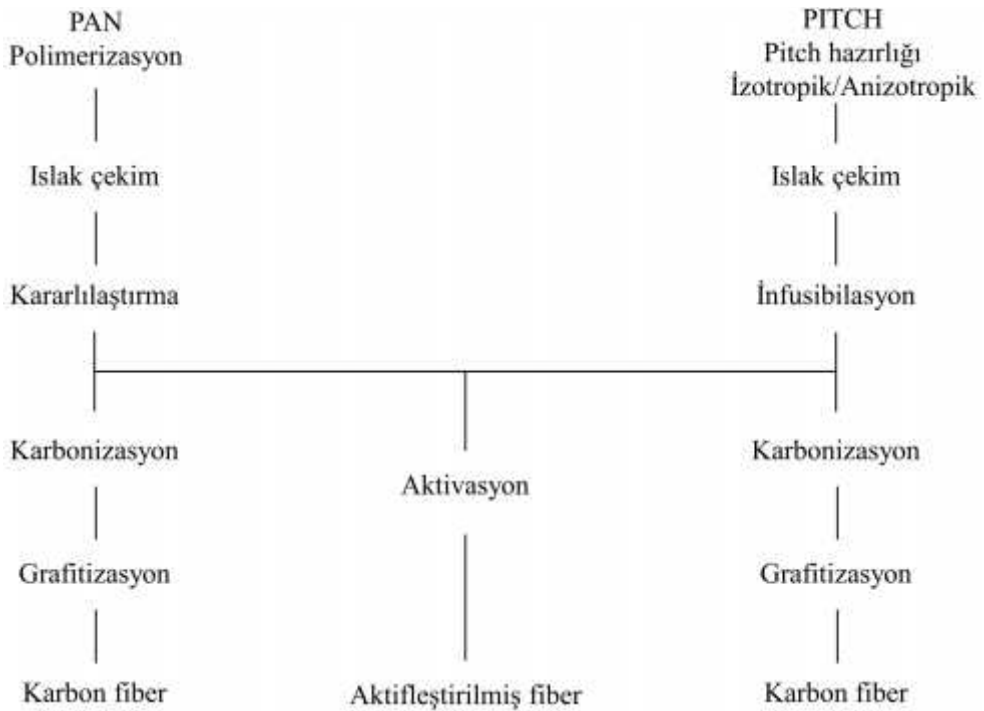 PAN
Polimerizasyon
PITCH
Pitch hazırlığı
İzotropik/Anizotropik
Islak çekim
Islak çekim
Kararlılaştırma
İnfusibilasyon
Karbonizasyon
Aktivasyon
Karbonizasyon
Grafitizasyon
Grafitizasyon
Karbon fiber
Aktifleştirilmiş fiber
Karbon fiber